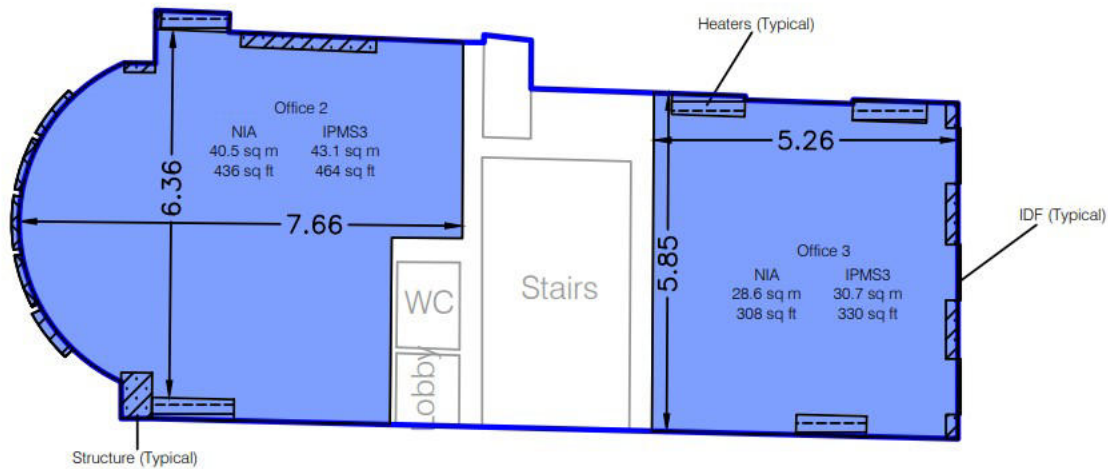 Heaters (Typical)
Office 2
NIA IPMS3
40.5 sq m 43.1 sq m
436 sq ft 464 sq ft
6.36
7.66
5.26
IDF (Typical)
5.85
Office 3
NIA IPMS3
28.6 sq m 30.7 sq m
308 sq ft 330 sq ft
WC
Stairs
Lobby
Structure (Typical)